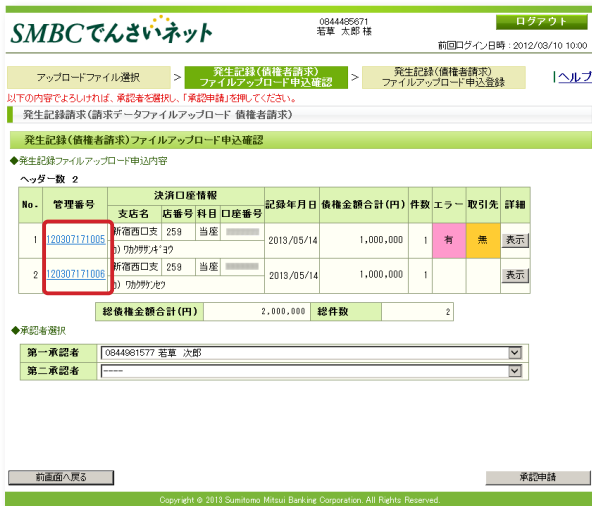 SMBCでんさいネット
0844485671
若草 太郎 様
ログアウト
前回ログイン日時：2012/03/10 10:00
アップロードファイル選択
>
発生記録(債権者請求)
ファイルアップロード申込確認
>
発生記録(債権者請求)
ファイルアップロード申込登録
ヘルプ
以下の内容でよろしければ、承認者を選択し、「承認申請」を押してください。
発生記録請求(請求データファイルアップロード 債権者請求)
発生記録(債権者請求)ファイルアップロード申込確認
◆発生記録ファイルアップロード申込内容
ヘッダー数 2
No. 管理番号 決済口座情報 記録年月日 債権金額合計(円) 件数 エラー 取引先 詳細
支店名 店番号 科目 口座番号
1 120307171005 新宿西口支 259 当座 2013/05/14 1,000,000 1 有 無 表示
カ) ワカクサザンギヨウ
2 120307171006 新宿西口支 259 当座 2013/05/14 1,000,000 1 表示
カ) ワカクサケンセツ
総債権金額合計(円) 2,000,000 総件数 2
◆承認者選択
第一承認者 0844981577 若草 次郎
第二承認者 ----
前画面へ戻る
承認申請
Copyright © 2013 Sumitomo Mitsui Banking Corporation. All Rights Reserved.